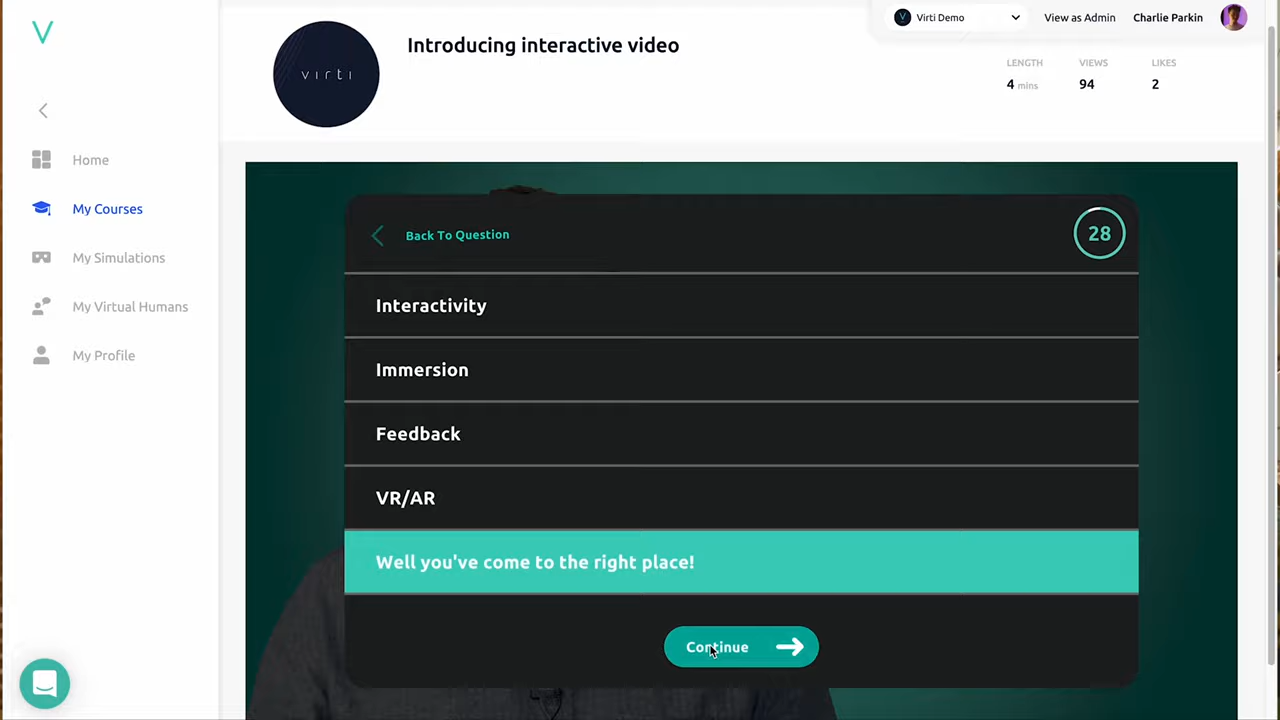 Virti Demo
View as Admin
Charlie Parkin
virti
Introducing interactive video
LENGTH
VIEWS
LIKES
4 mins
94
2
Home
My Courses
My Simulations
My Virtual Humans
My Profile
Back To Question
28
Interactivity
Immersion
Feedback
VR/AR
Well you've come to the right place!
Continue